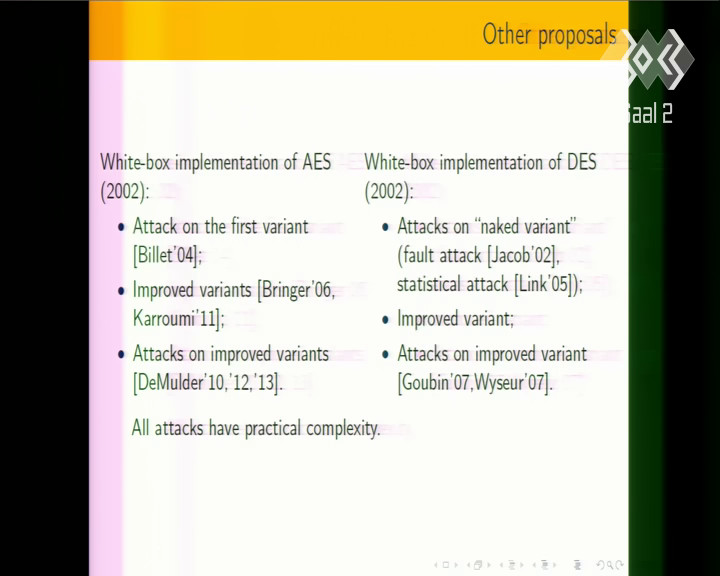 Other proposals
Saal 2
White-box implementation of AES
(2002):
• Attack on the first variant
[Billet'04];
• Improved variants [Bringer'06,
Karroumi'11];
• Attacks on improved variants
[DeMulder'10,'12,'13].
White-box implementation of DES
(2002):
• Attacks on “naked variant”
(fault attack [Jacob'02],
statistical attack [Link'05]);
• Improved variant;
• Attacks on improved variant
[Goubin'07,Wyseur'07].
All attacks have practical complexity.